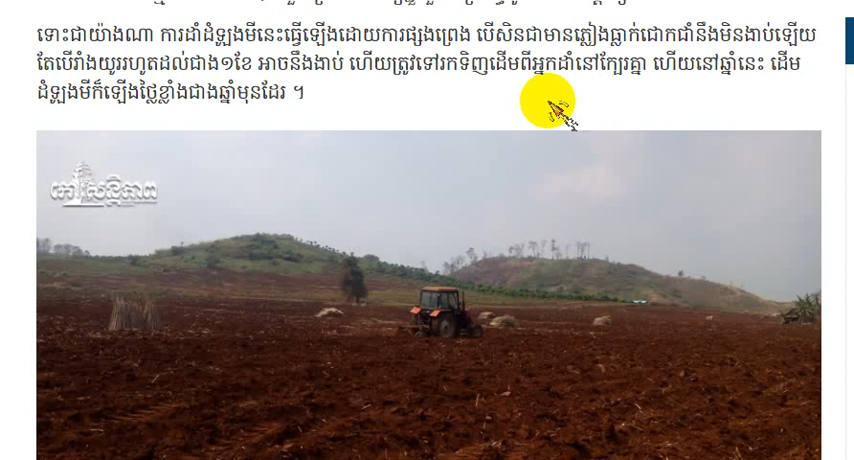 ទោះជាយ៉ាងណា ការដាំដំឡូងមីនេះធ្វើឡើងដោយការផ្សងព្រេង បើសិនជាមានភ្លៀងធ្លាក់ជោកជាំនឹងមិនងាប់ឡើយ
តែបើរាំងយូររហូតដល់ជាង១ខែ អាចនឹងងាប់ ហើយត្រូវទៅរកទិញដើមពីអ្នកដាំនៅក្បែរគ្នា ហើយនៅឆ្នាំនេះ ដើម
ដំឡូងមីក៏ឡើងថ្លៃខ្លាំងជាងឆ្នាំមុនដែរ ។